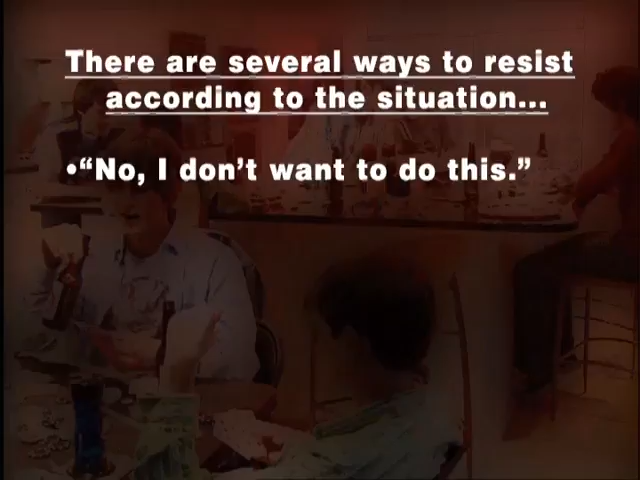 There are several ways to resist
according to the situation...
•“No, I don’t want to do this.”